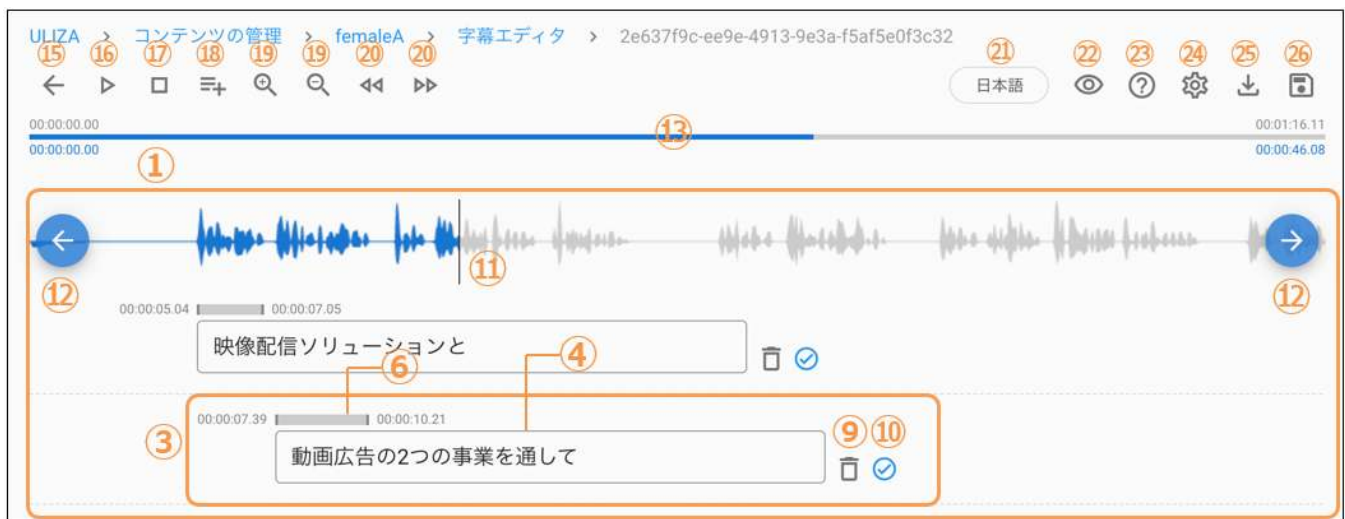 ULIZA > コンテンツの管理 > femaleA > 字幕エディタ > 2e637f9c-ee9e-4913-9e3a-f5af5e0f3c32
⑮ ⑯ ⑰ ⑱ ⑲ ⑲ ⑳ ⑳ ㉑ ㉒ ㉓ ㉔ ㉕ ㉖
日本語
00:00:00.00 ⑬ 00:01:16.11
00:00:00.00 00:00:46.08
①
⑪
⑫ ⑫
00:00:05.04 00:00:07.05
映像配信ソリューションと
④
⑥
00:00:07.39 00:00:10.21
③
動画広告の2つの事業を通して
⑨ ⑩